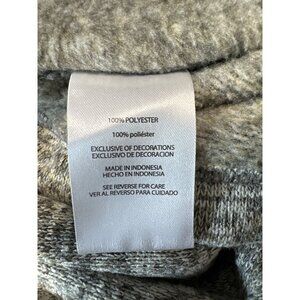 100% POLYESTER
100% poliéster
EXCLUSIVE OF DECORATIONS
EXCLUSIVO DE DECORACION
MADE IN INDONESIA
HECHO EN INDONESIA
SEE REVERSE FOR CARE
VER AL REVERSO PARA CUIDADO